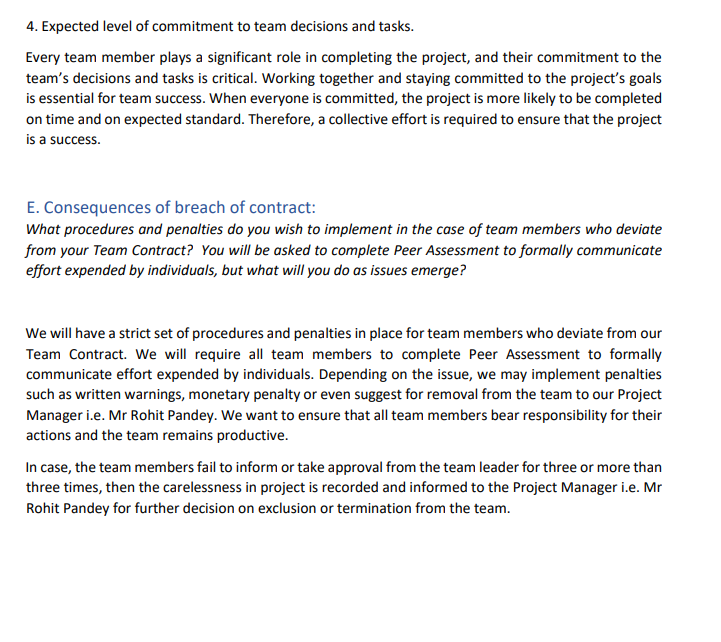 4. Expected level of commitment to team decisions and tasks.
Every team member plays a significant role in completing the project, and their commitment to the
team's decisions and tasks is critical. Working together and staying committed to the project's goals
is essential for team success. When everyone is committed, the project is more likely to be completed
on time and on expected standard. Therefore, a collective effort is required to ensure that the project
is a success.
E. Consequences of breach of contract:
What procedures and penalties do you wish to implement in the case of team members who deviate
from your Team Contract? You will be asked to complete Peer Assessment to formally communicate
effort expended by individuals, but what will you do as issues emerge?
We will have a strict set of procedures and penalties in place for team members who deviate from our
Team Contract. We will require all team members to complete Peer Assessment to formally
communicate effort expended by individuals. Depending on the issue, we may implement penalties
such as written warnings, monetary penalty or even suggest for removal from the team to our Project
Manager i.e. Mr Rohit Pandey. We want to ensure that all team members bear responsibility for their
actions and the team remains productive.
In case, the team members fail to inform or take approval from the team leader for three or more than
three times, then the carelessness in project is recorded and informed to the Project Manager i.e. Mr
Rohit Pandey for further decision on exclusion or termination from the team.